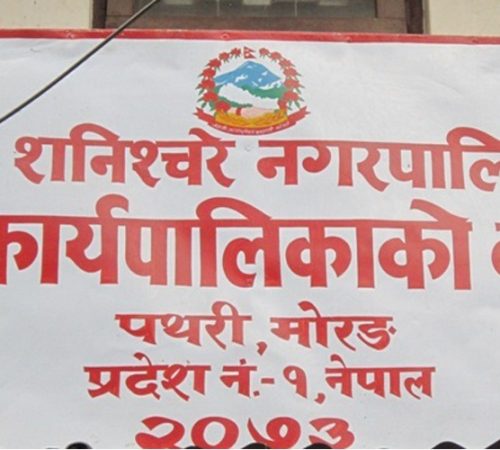 शनिश्चरे नगरपालि
कार्यपालिकाको
पथरी, मोरङ
प्रदेश नं.-१, नेपाल
२०७३